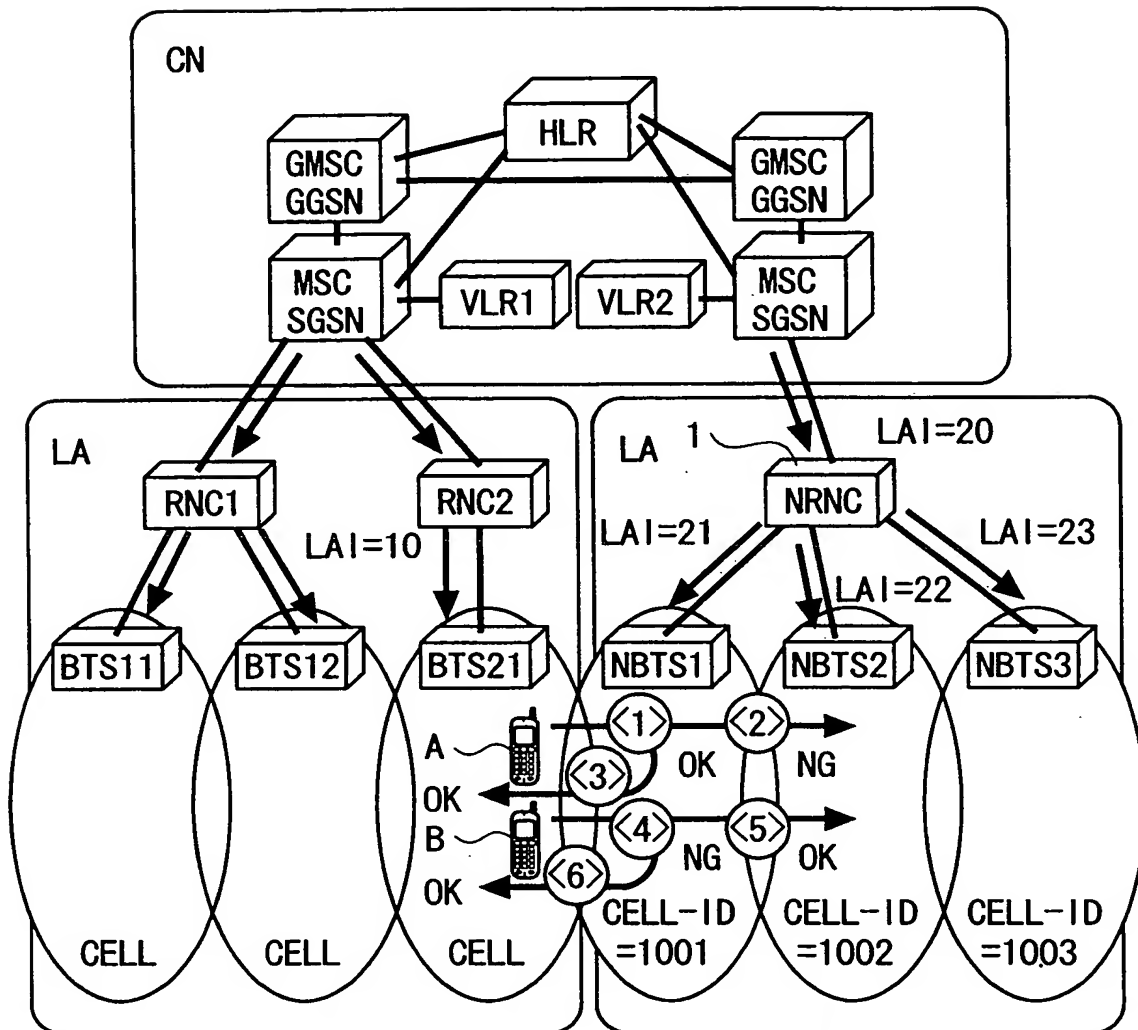 CN
HLR
GMSC
GGSN
GMSC
GGSN
MSC
SGSN
VLR1
VLR2
MSC
SGSN
LA
LA
1
LAI=20
RNC1
RNC2
NRNC
LAI=10
LAI=21
LAI=23
LAI=22
BTS11
BTS12
BTS21
NBTS1
NBTS2
NBTS3
<1>
<2>
A
OK
NG
<3>
OK
B
<4>
<5>
NG
OK
<6>
OK
CELL
CELL
CELL
CELL-ID
=1001
CELL-ID
=1002
CELL-ID
=1003